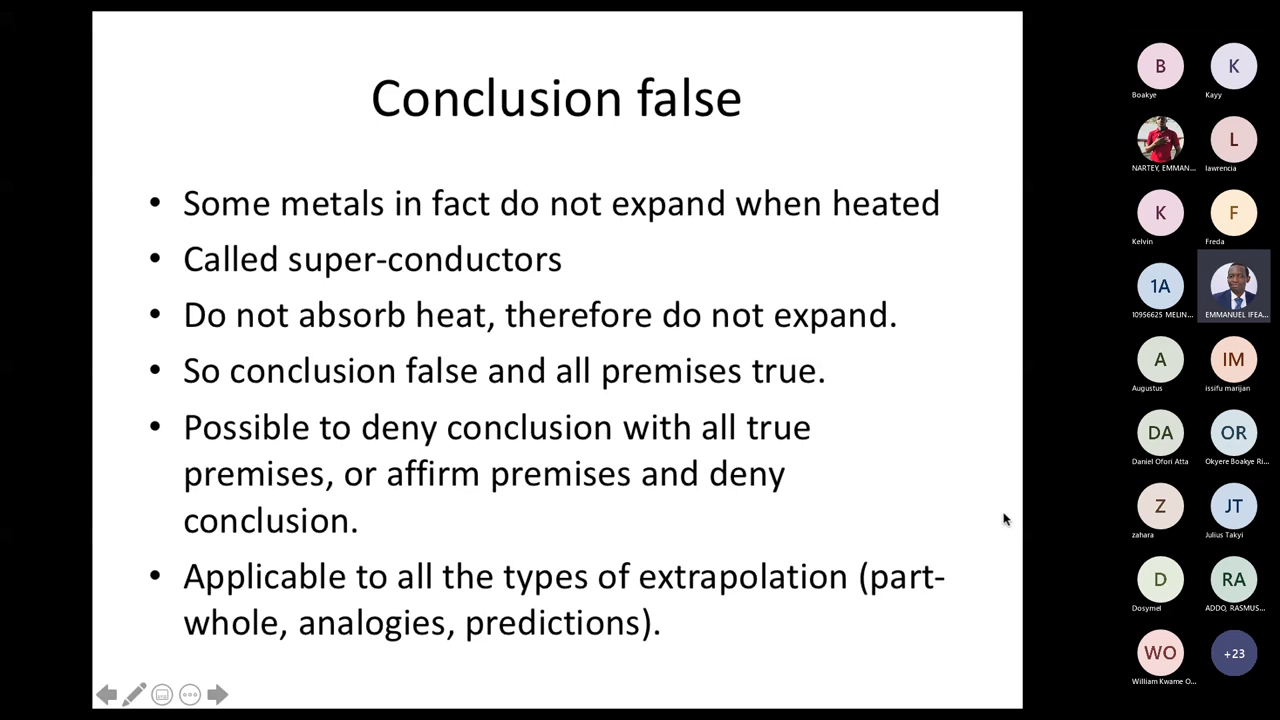 Conclusion false
• Some metals in fact do not expand when heated
• Called super-conductors
• Do not absorb heat, therefore do not expand.
• So conclusion false and all premises true.
• Possible to deny conclusion with all true
premises, or affirm premises and deny
conclusion.
• Applicable to all the types of extrapolation (part-
whole, analogies, predictions).
B
Boakye
K
Kayy
NARTEY, EMMAN...
L
lawrencia
K
Kelvin
F
Freda
1A
10956625 MELIN...
EMMANUEL IFEA...
A
Augustus
IM
issifu marijan
DA
Daniel Ofori Atta
OR
Okyere Boakye Ri...
Z
zahara
JT
Julius Takyi
D
Dosymel
RA
ADDO, RASMUS...
WO
William Kwame O...
+23